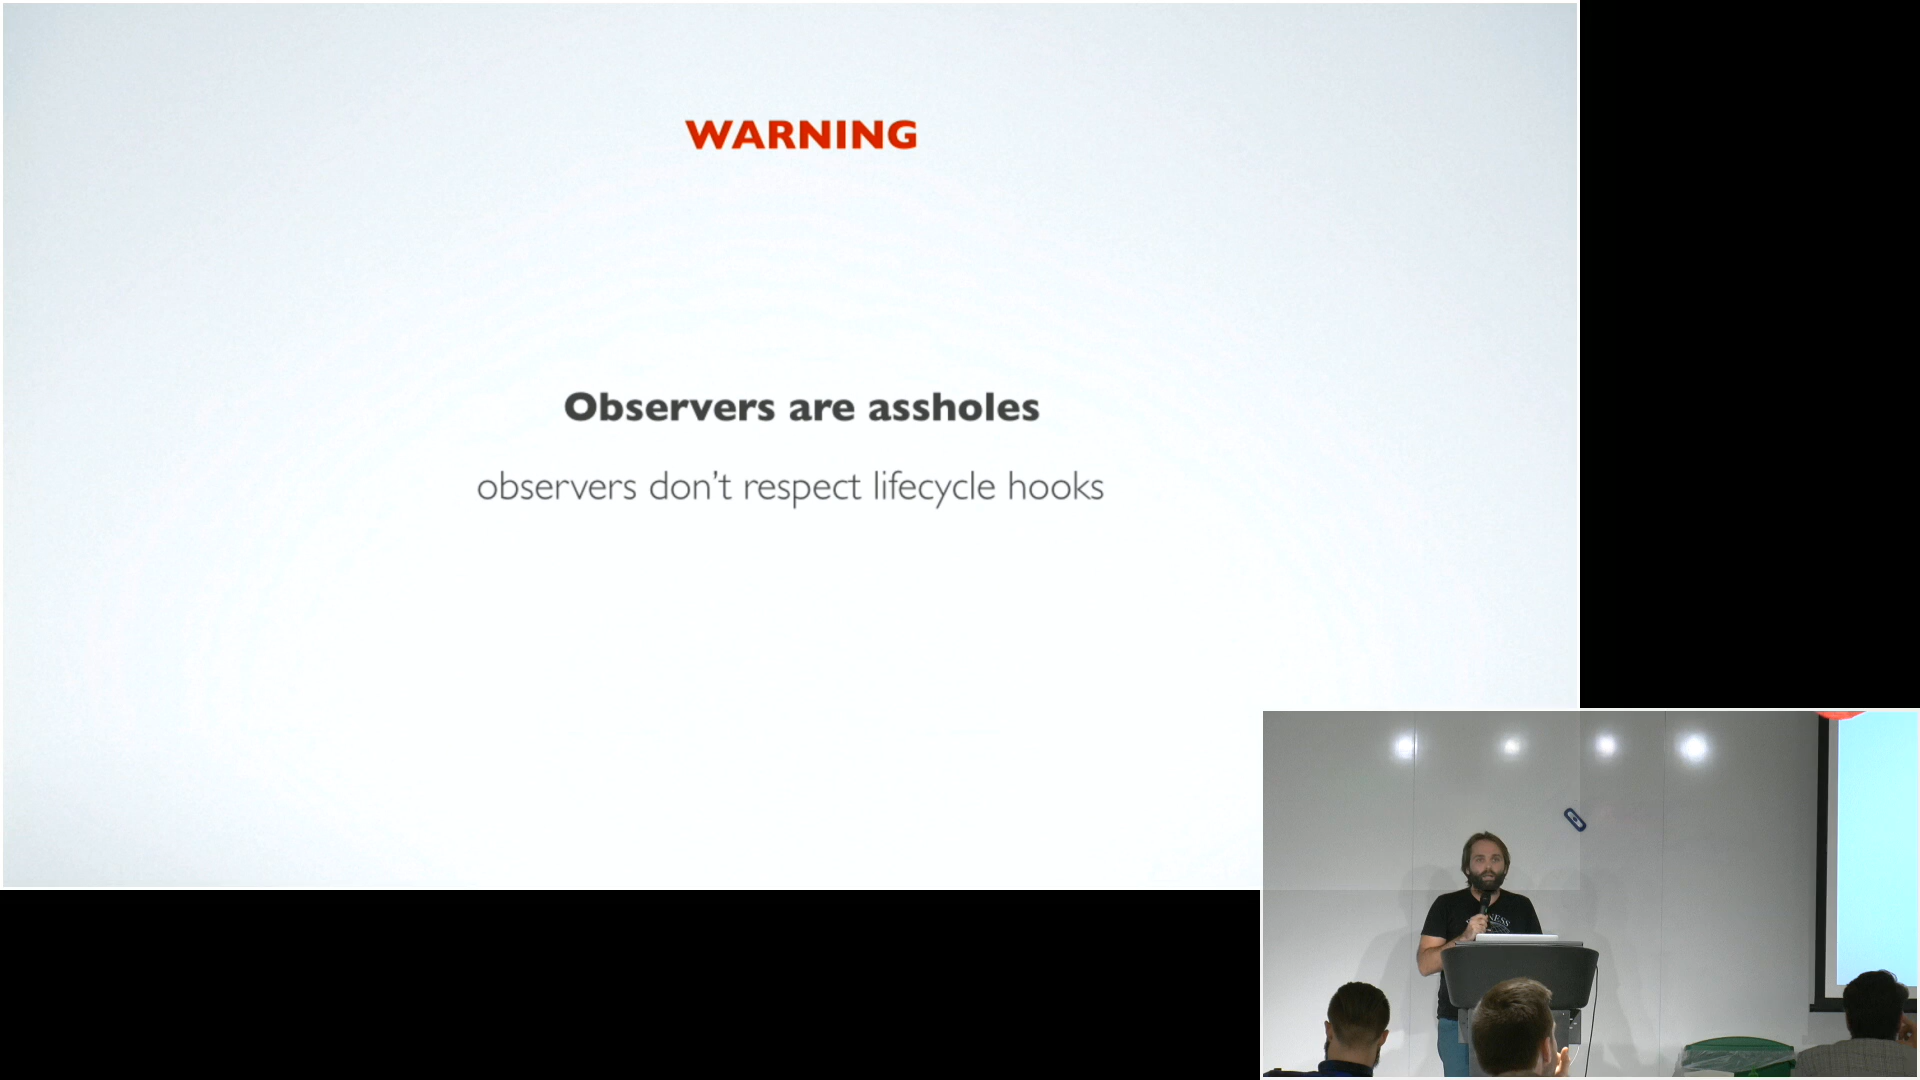 WARNING
Observers are assholes
observers don't respect lifecycle hooks